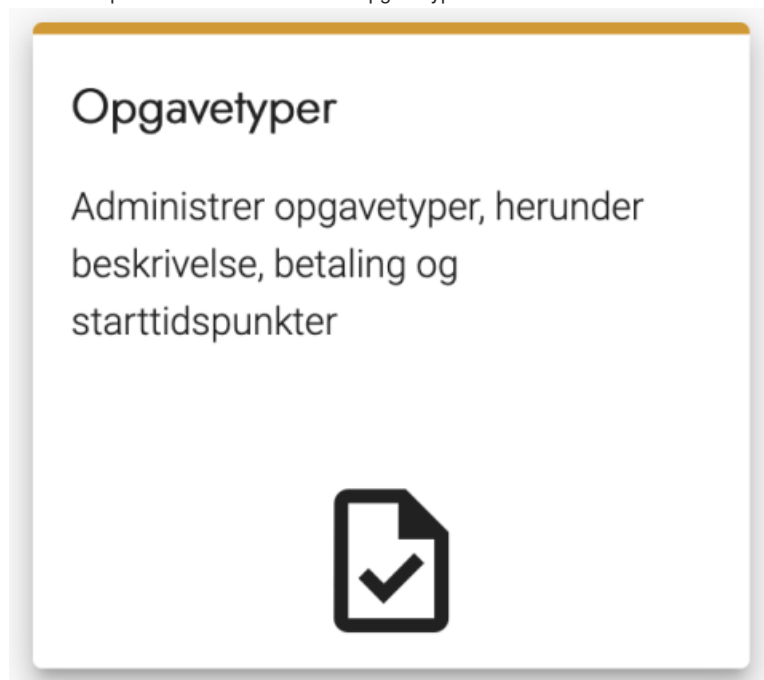 Opgavetyper
Administrer opgavetyper, herunder
beskrivelse, betaling og
starttidspunkter